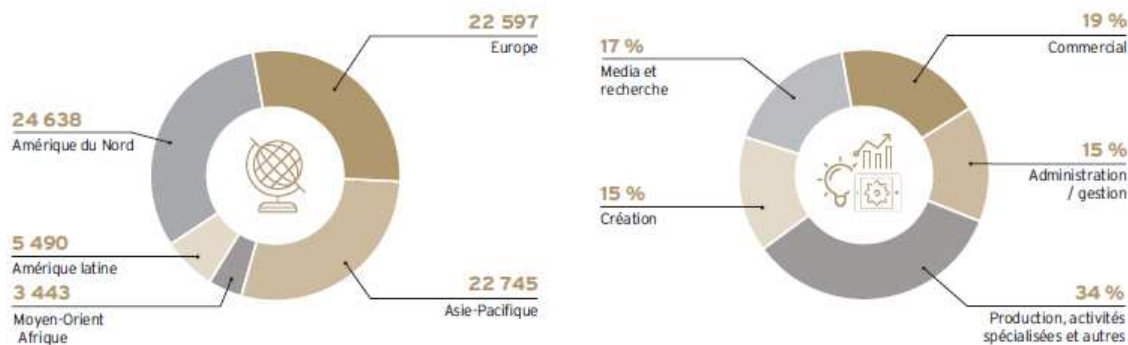 22 597
Europe
24 638
Amérique du Nord
5 490
Amérique latine
3 443
Moyen-Orient
Afrique
22 745
Asie-Pacifique
19 %
Commercial
17 %
Media et
recherche
15 %
Administration
/ gestion
15 %
Création
34 %
Production, activités
spécialisées et autres